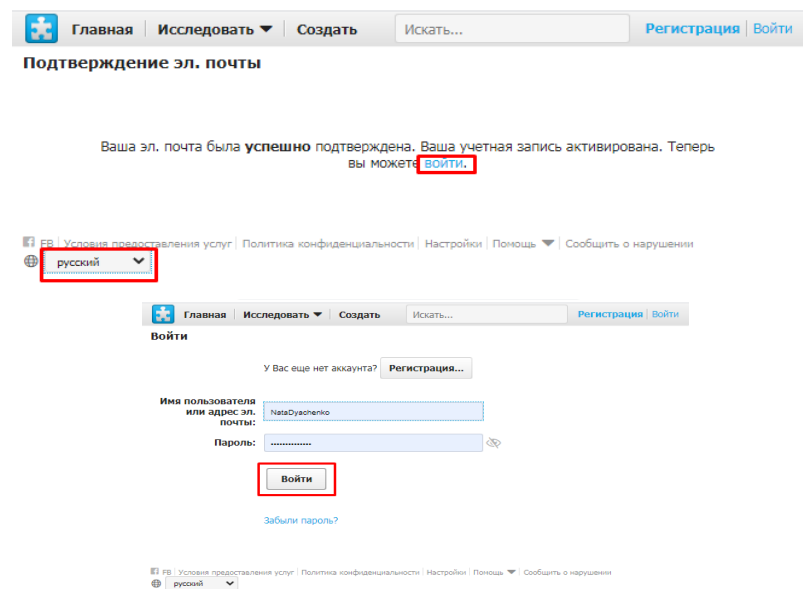 Главная Исследовать Создать Искать... Регистрация Войти
Подтверждение эл. почты
Ваша эл. почта была успешно подтверждена. Ваша учетная запись активирована. Теперь
вы можете войти.
FB Условия предоставления услуг Политика конфиденциальности Настройки Помощь Сообщить о нарушении
русский
Главная Исследовать Создать Искать... Регистрация Войти
Войти
У Вас еще нет аккаунта? Регистрация...
Имя пользователя
или адрес эл.
почты:
NataDyachenko
Пароль: ..............
Войти
Забыли пароль?
FB Условия предоставления услуг Политика конфиденциальности Настройки Помощь Сообщить о нарушении
русский